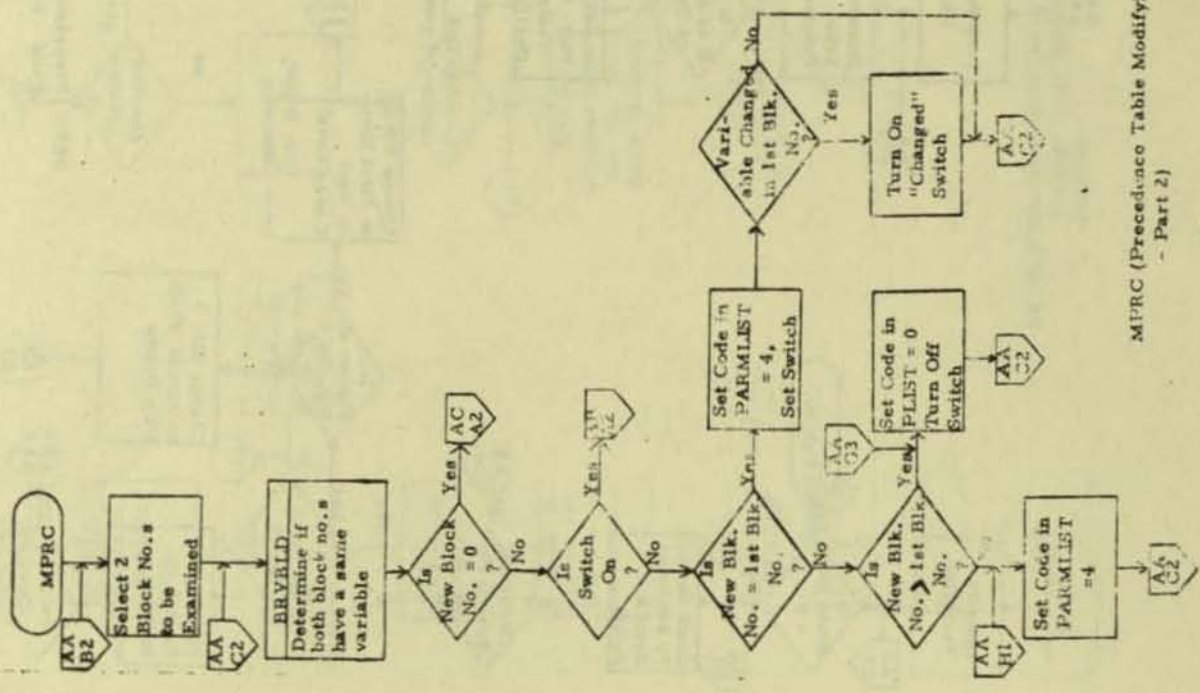 MPRC
AA
B2
Select 2
Block No.s
to be
Examined
AA
C2
BRYBLD
Determine if
both block no.s
have a same
variable
Is
New Block
No. = 0
?
Yes
AC
A2
No
Is
Switch
On
?
Yes
No
Is
New Blk.
No. = 1st Blk
No.
?
Yes
No
Set Code in
PARMLIST
= 4,
Set Switch
Vari-
able Changed
in 1st Blk.
No.
?
No
Yes
Turn On
"Changed"
Switch
AA
C2
Is
New Blk.
No. > 1st Blk
No.
?
Yes
AA
G3
Set Code in
PLIST = 0
Turn Off
Switch
AA
C2
AA
H1
Set Code in
PARMLIST
=4
AA
C2
MPRC (Precedence Table Modify
- Part 2)